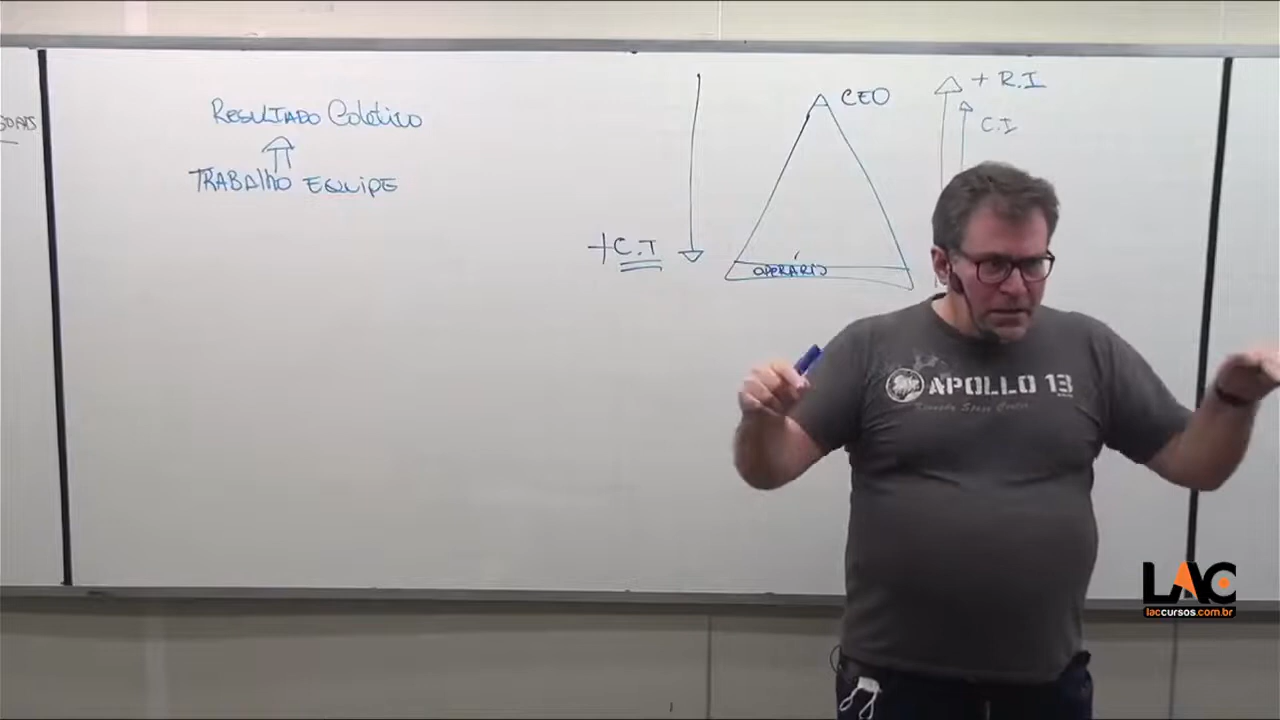 RESULTADO Coletivo
TRABAlho EQUIPE
+C.T
CEO
OPERÁRIO
+ R.I
C.I
APOLLO 13
LAC
laccursos.com.br